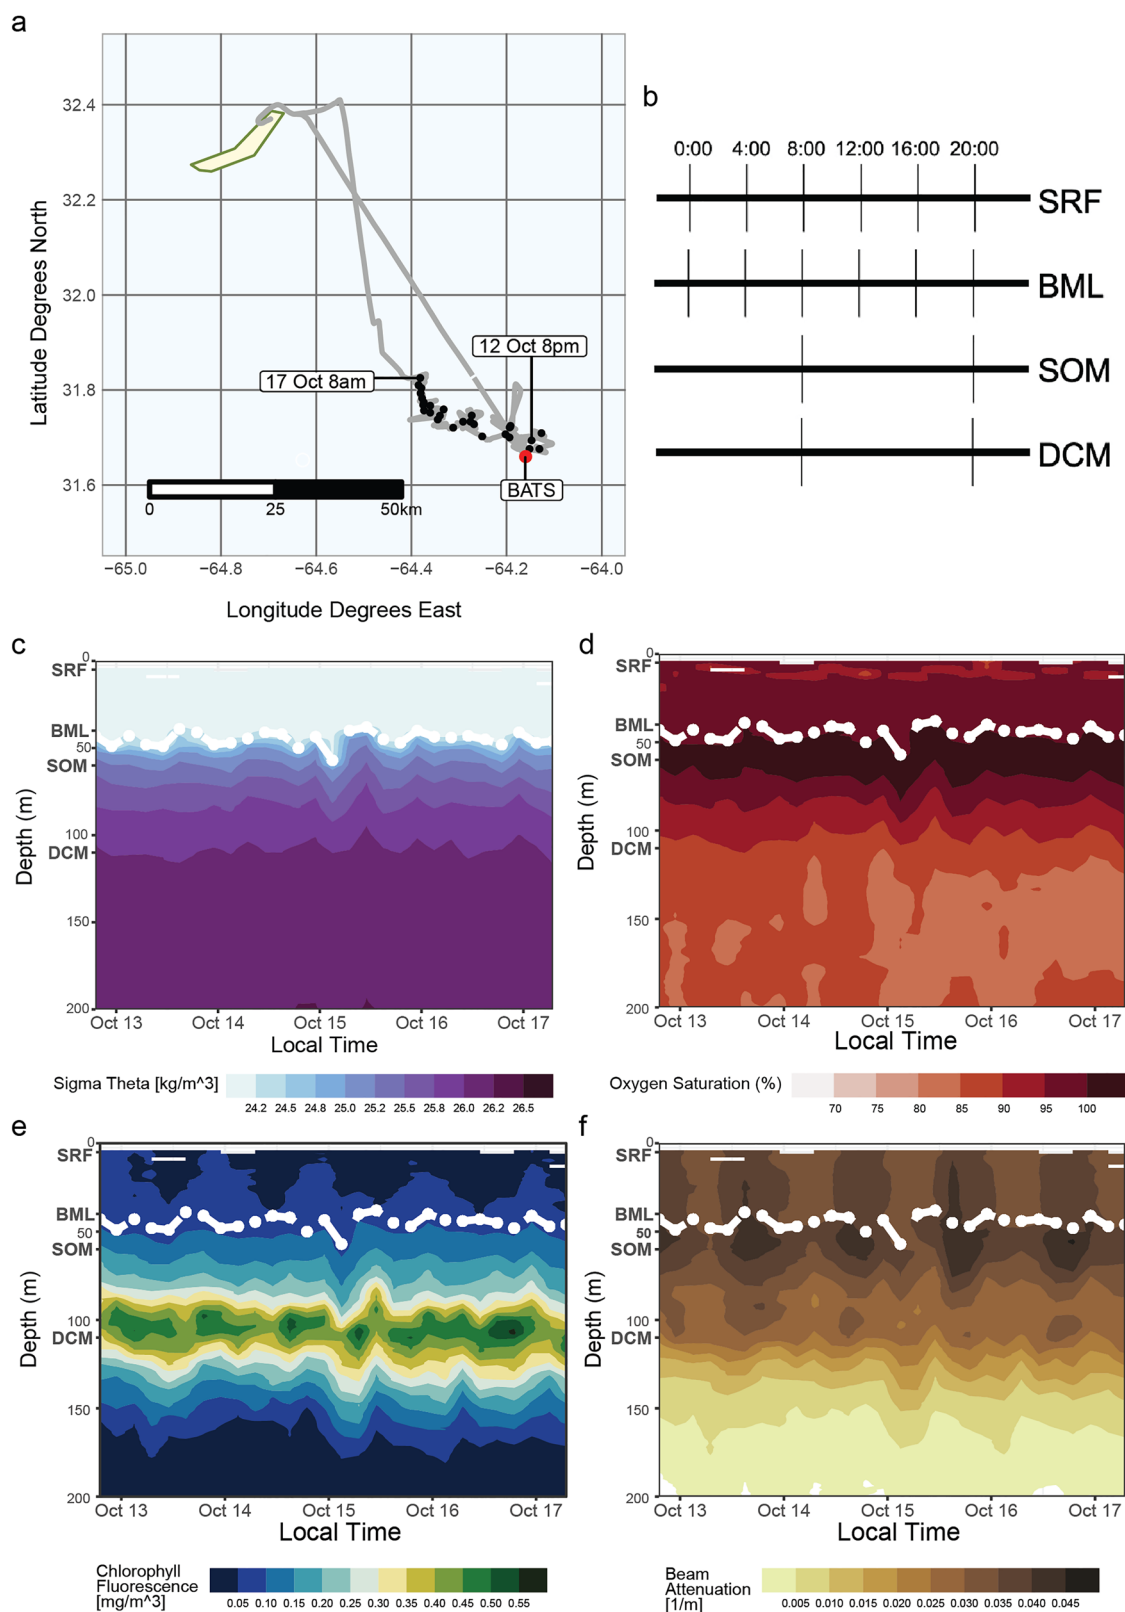 a
32.4
32.2
32.0
31.8
31.6
Latitude Degrees North
12 Oct 8pm
17 Oct 8am
BATS
0 25 50km
−65.0 −64.8 −64.6 −64.4 −64.2 −64.0
Longitude Degrees East
b
0:00 4:00 8:00 12:00 16:00 20:00
SRF
BML
SOM
DCM
c
0
SRF
BML
50
SOM
100
DCM
150
200
Depth (m)
Oct 13 Oct 14 Oct 15 Oct 16 Oct 17
Local Time
Sigma Theta [kg/m^3]
24.2 24.5 24.8 25.0 25.2 25.5 25.8 26.0 26.2 26.5
d
0
SRF
BML
50
SOM
100
DCM
150
200
Depth (m)
Oct 13 Oct 14 Oct 15 Oct 16 Oct 17
Local Time
Oxygen Saturation (%)
70 75 80 85 90 95 100
e
0
SRF
BML
50
SOM
100
DCM
150
200
Depth (m)
Oct 13 Oct 14 Oct 15 Oct 16 Oct 17
Local Time
Chlorophyll
Fluorescence
[mg/m^3]
0.05 0.10 0.15 0.20 0.25 0.30 0.35 0.40 0.45 0.50 0.55
f
0
SRF
BML
50
SOM
100
DCM
150
200
Depth (m)
Oct 13 Oct 14 Oct 15 Oct 16 Oct 17
Local Time
Beam
Attenuation
[1/m]
0.005 0.010 0.015 0.020 0.025 0.030 0.035 0.040 0.045